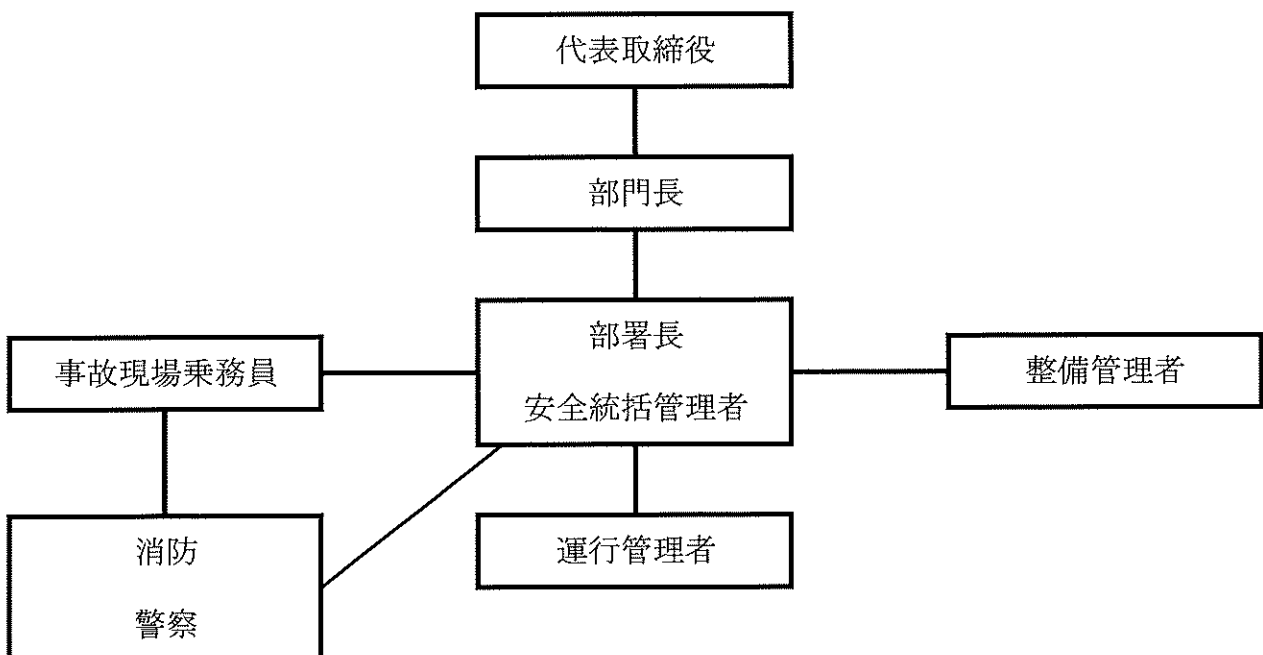 代表取締役
部門長
部署長
安全統括管理者
事故現場乗務員
整備管理者
運行管理者
消防
警察